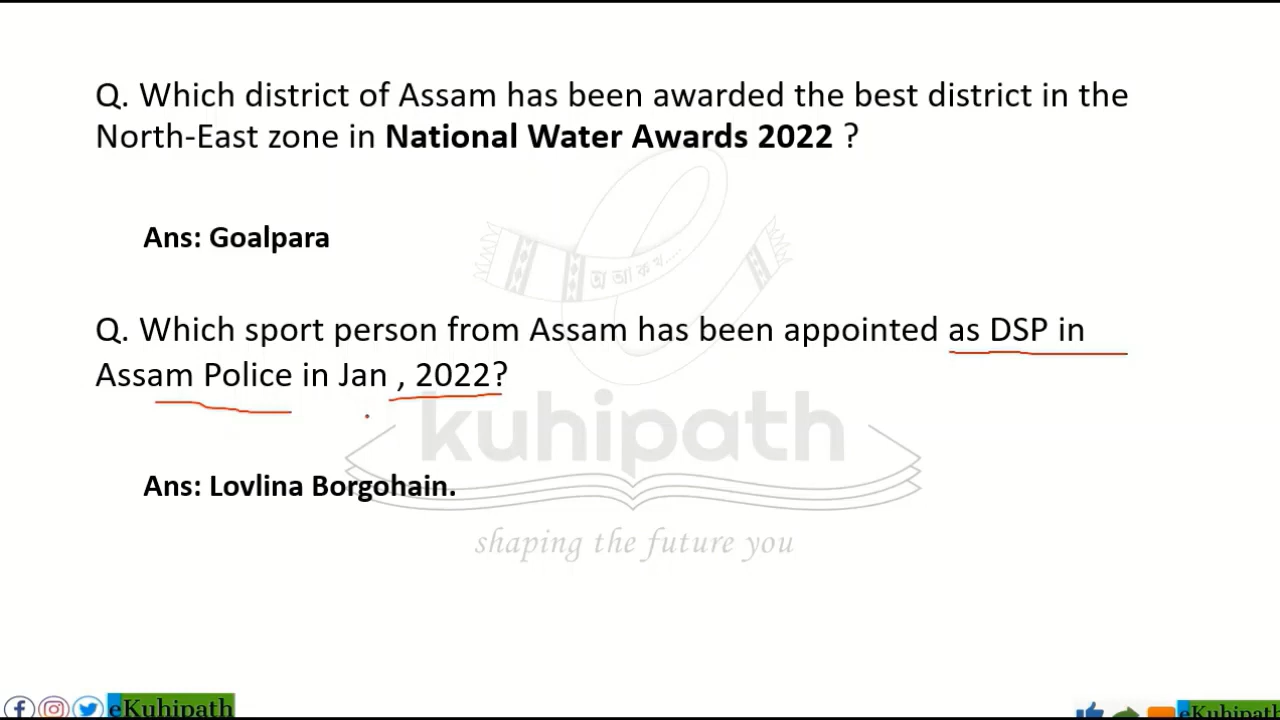 Q. Which district of Assam has been awarded the best district in the
North-East zone in National Water Awards 2022 ?
Ans: Goalpara
অ আ ক খ....
Q. Which sport person from Assam has been appointed as DSP in
Assam Police in Jan , 2022?
kuhipath
Ans: Lovlina Borgohain.
shaping the future you
eKuhipath
eKuhipath